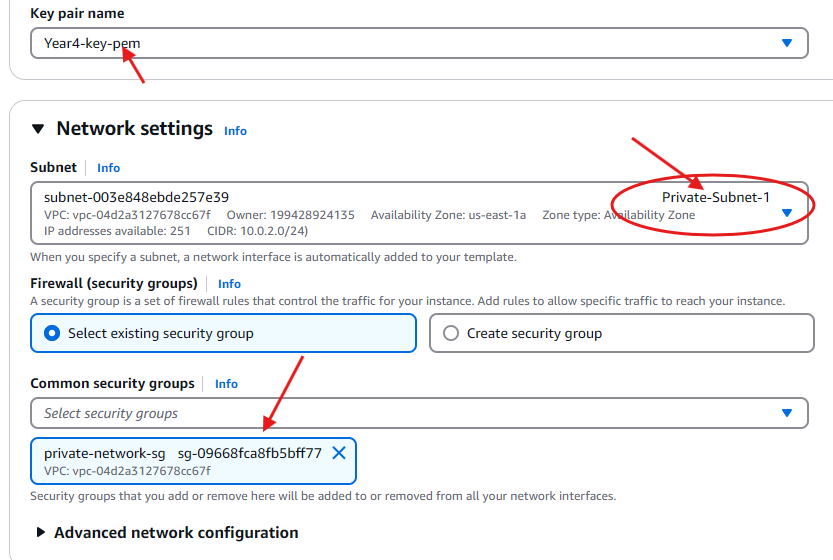 Key pair name
Year4-key-pem
Network settings Info
Subnet Info
subnet-003e848ebde257e39 Private-Subnet-1
VPC: vpc-04d2a3127678cc67f Owner: 199428924135 Availability Zone: us-east-1a Zone type: Availability Zone
IP addresses available: 251 CIDR: 10.0.2.0/24)
When you specify a subnet, a network interface is automatically added to your template.
Firewall (security groups) Info
A security group is a set of firewall rules that control the traffic for your instance. Add rules to allow specific traffic to reach your instance.
Select existing security group Create security group
Common security groups Info
Select security groups
private-network-sg sg-09668fca8fb5bff77
VPC: vpc-04d2a3127678cc67f
Security groups that you add or remove here will be added to or removed from all your network interfaces.
Advanced network configuration